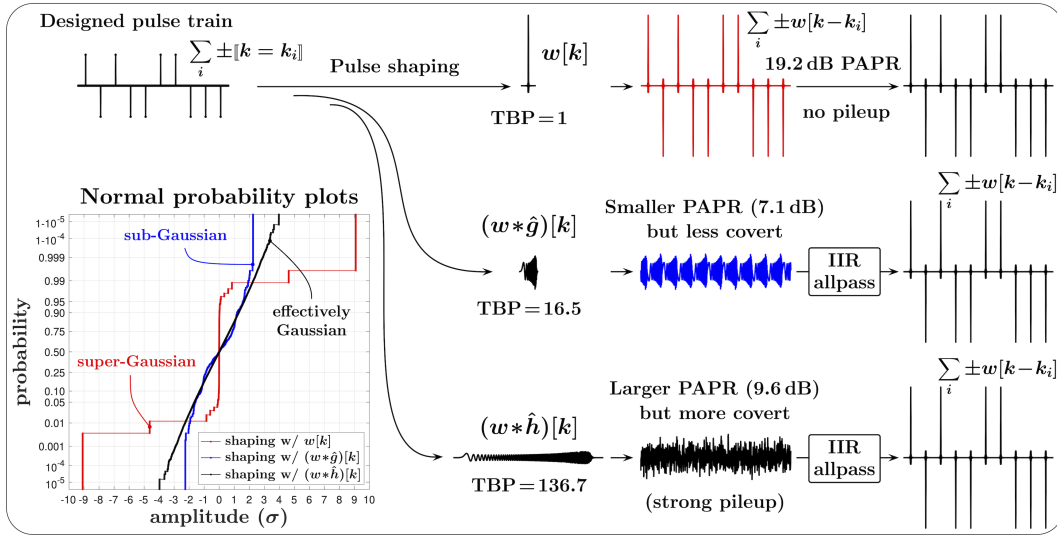 Designed pulse train
∑ᵢ ±⟦k = kᵢ⟧
Pulse shaping
w[k]
TBP = 1
∑ᵢ ±w[k−kᵢ]
19.2 dB PAPR
no pileup
(w∗ĝ)[k]
TBP = 16.5
Smaller PAPR (7.1 dB)
but less covert
IIR
allpass
∑ᵢ ±w[k−kᵢ]
(w∗ĥ)[k]
TBP = 136.7
Larger PAPR (9.6 dB)
but more covert
(strong pileup)
IIR
allpass
∑ᵢ ±w[k−kᵢ]
Normal probability plots
probability
1-10⁻⁵
1-10⁻⁴
0.999
0.99
0.95
0.90
0.75
0.50
0.25
0.10
0.05
0.01
0.001
10⁻⁴
10⁻⁵
sub-Gaussian
effectively
Gaussian
super-Gaussian
shaping w/ w[k]
shaping w/ (w∗ĝ)[k]
shaping w/ (w∗ĥ)[k]
-10 -9 -8 -7 -6 -5 -4 -3 -2 -1 0 1 2 3 4 5 6 7 8 9 10
amplitude (σ)